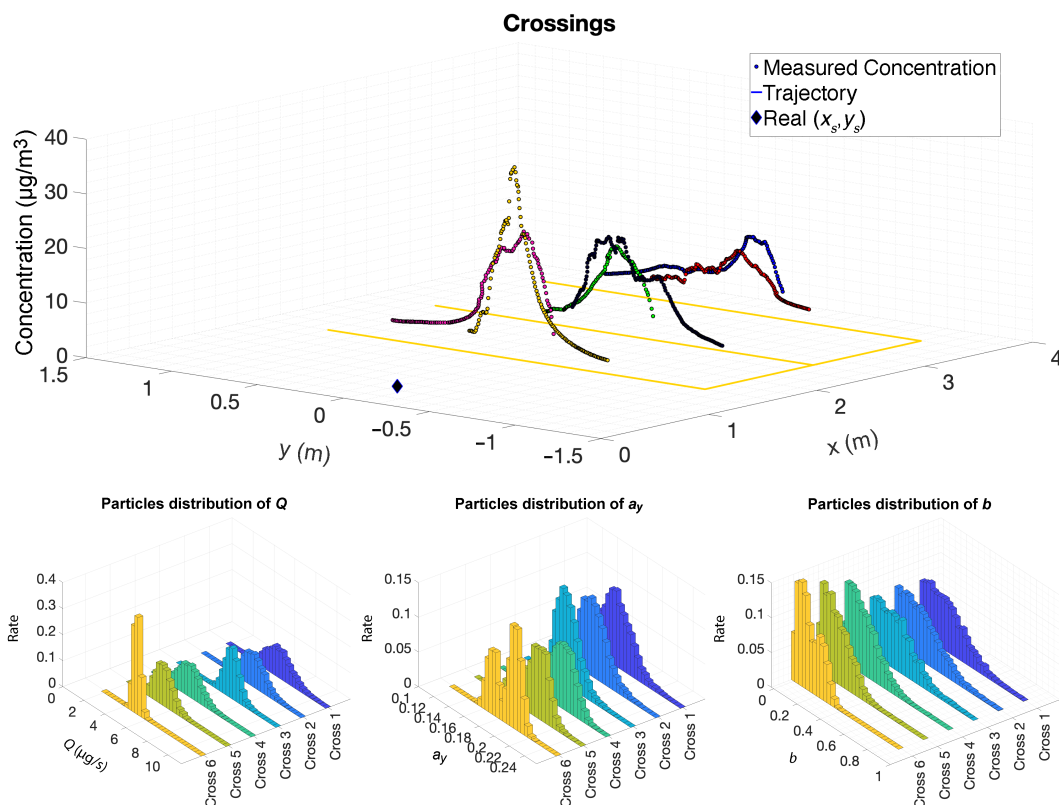 Crossings
Measured Concentration
Trajectory
Real (xₛ,yₛ)
Concentration (µg/m³)
40
30
20
10
0
1.5
1
0.5
0
−0.5
−1
−1.5
y (m)
0
1
2
3
4
x (m)
Particles distribution of Q
Rate
0.4
0.3
0.2
0.1
0
0
2
4
6
8
10
Q (µg/s)
Cross 6
Cross 5
Cross 4
Cross 3
Cross 2
Cross 1
Particles distribution of aᵧ
Rate
0.15
0.1
0.05
0
0.1
0.12
0.14
0.16
0.18
0.2
0.22
0.24
aᵧ
Cross 6
Cross 5
Cross 4
Cross 3
Cross 2
Cross 1
Particles distribution of b
Rate
0.15
0.1
0.05
0
0
0.2
0.4
0.6
0.8
1
b
Cross 6
Cross 5
Cross 4
Cross 3
Cross 2
Cross 1